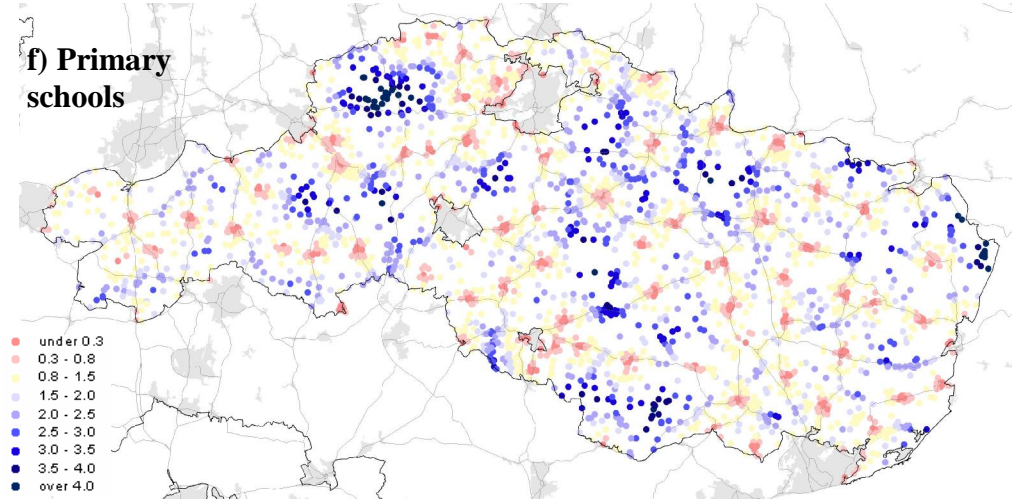 f) Primary
schools
under 0.3
0.3 - 0.8
0.8 - 1.5
1.5 - 2.0
2.0 - 2.5
2.5 - 3.0
3.0 - 3.5
3.5 - 4.0
over 4.0